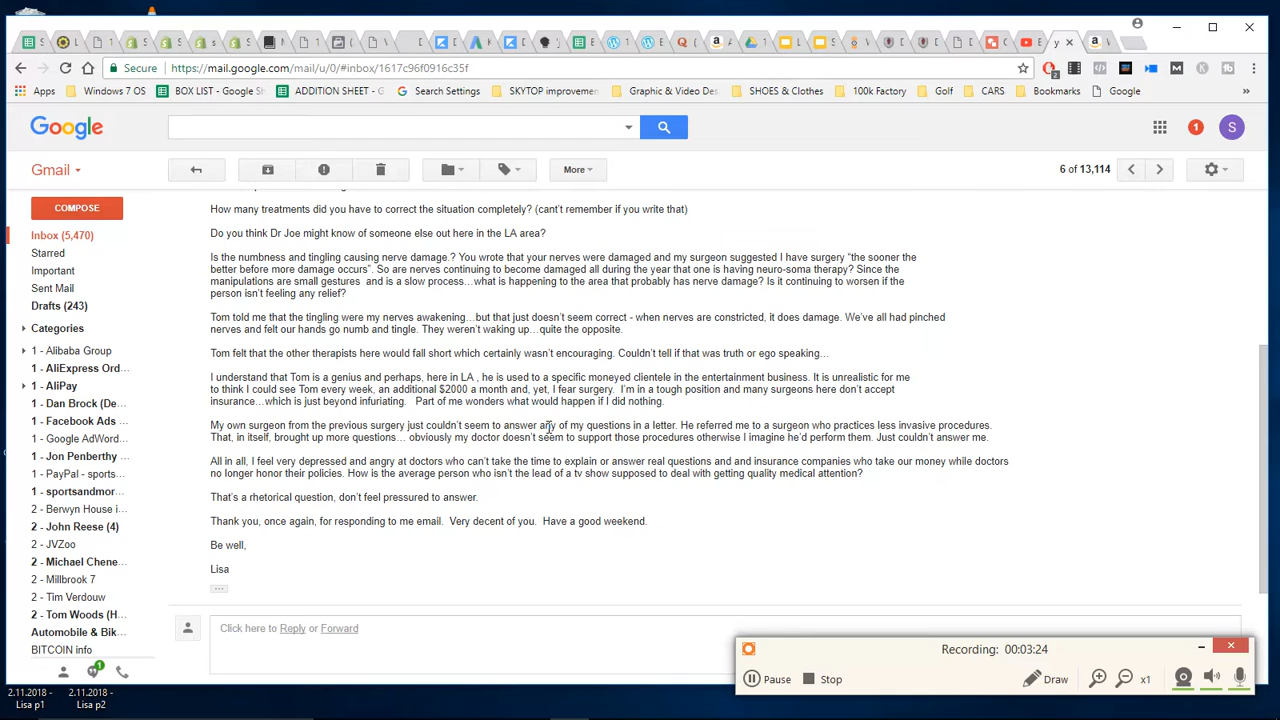 Secure https://mail.google.com/mail/u/0/#inbox/1617c96f0916c35f
Apps Windows 7 OS BOX LIST - Google Sh ADDITION SHEET - G Search Settings SKYTOP improvemen Graphic & Video Des SHOES & Clothes 100k Factory Golf CARS Bookmarks Google »
Google 1 S
Gmail More 6 of 13,114
COMPOSE
Inbox (5,470)
Starred
Important
Sent Mail
Drafts (243)
Categories
1 - Alibaba Group
1 - AliExpress Ord...
1 - AliPay
1 - Dan Brock (De...
1 - Facebook Ads ...
1 - Google AdWord...
1 - Jon Penberthy ...
1 - PayPal - sports...
1 - sportsandmor...
2 - Berwyn House i...
2 - John Reese (4)
2 - JVZoo
2 - Michael Chene...
2 - Millbrook 7
2 - Tim Verdouw
2 - Tom Woods (H...
Automobile & Bik...
BITCOIN info
How many treatments did you have to correct the situation completely? (cant't remember if you write that)
Do you think Dr Joe might know of someone else out here in the LA area?
Is the numbness and tingling causing nerve damage.? You wrote that your nerves were damaged and my surgeon suggested I have surgery “the sooner the
better before more damage occurs”. So are nerves continuing to become damaged all during the year that one is having neuro-soma therapy? Since the
manipulations are small gestures and is a slow process…what is happening to the area that probably has nerve damage? Is it continuing to worsen if the
person isn't feeling any relief?
Tom told me that the tingling were my nerves awakening…but that just doesn't seem correct - when nerves are constricted, it does damage. We've all had pinched
nerves and felt our hands go numb and tingle. They weren't waking up…quite the opposite.
Tom felt that the other therapists here would fall short which certainly wasn't encouraging. Couldn't tell if that was truth or ego speaking…
I understand that Tom is a genius and perhaps, here in LA , he is used to a specific moneyed clientele in the entertainment business. It is unrealistic for me
to think I could see Tom every week, an additional $2000 a month and, yet, I fear surgery. I'm in a tough position and many surgeons here don't accept
insurance…which is just beyond infuriating. Part of me wonders what would happen if I did nothing.
My own surgeon from the previous surgery just couldn't seem to answer any of my questions in a letter. He referred me to a surgeon who practices less invasive procedures.
That, in itself, brought up more questions… obviously my doctor doesn't seem to support those procedures otherwise I imagine he'd perform them. Just couldn't answer me.
All in all, I feel very depressed and angry at doctors who can't take the time to explain or answer real questions and and insurance companies who take our money while doctors
no longer honor their policies. How is the average person who isn't the lead of a tv show supposed to deal with getting quality medical attention?
That's a rhetorical question, don't feel pressured to answer.
Thank you, once again, for responding to me email. Very decent of you. Have a good weekend.
Be well,
Lisa
Click here to Reply or Forward
Recording: 00:03:24
Pause Stop Draw x1
2.11.2018 - 2.11.2018 -
Lisa p1 Lisa p2